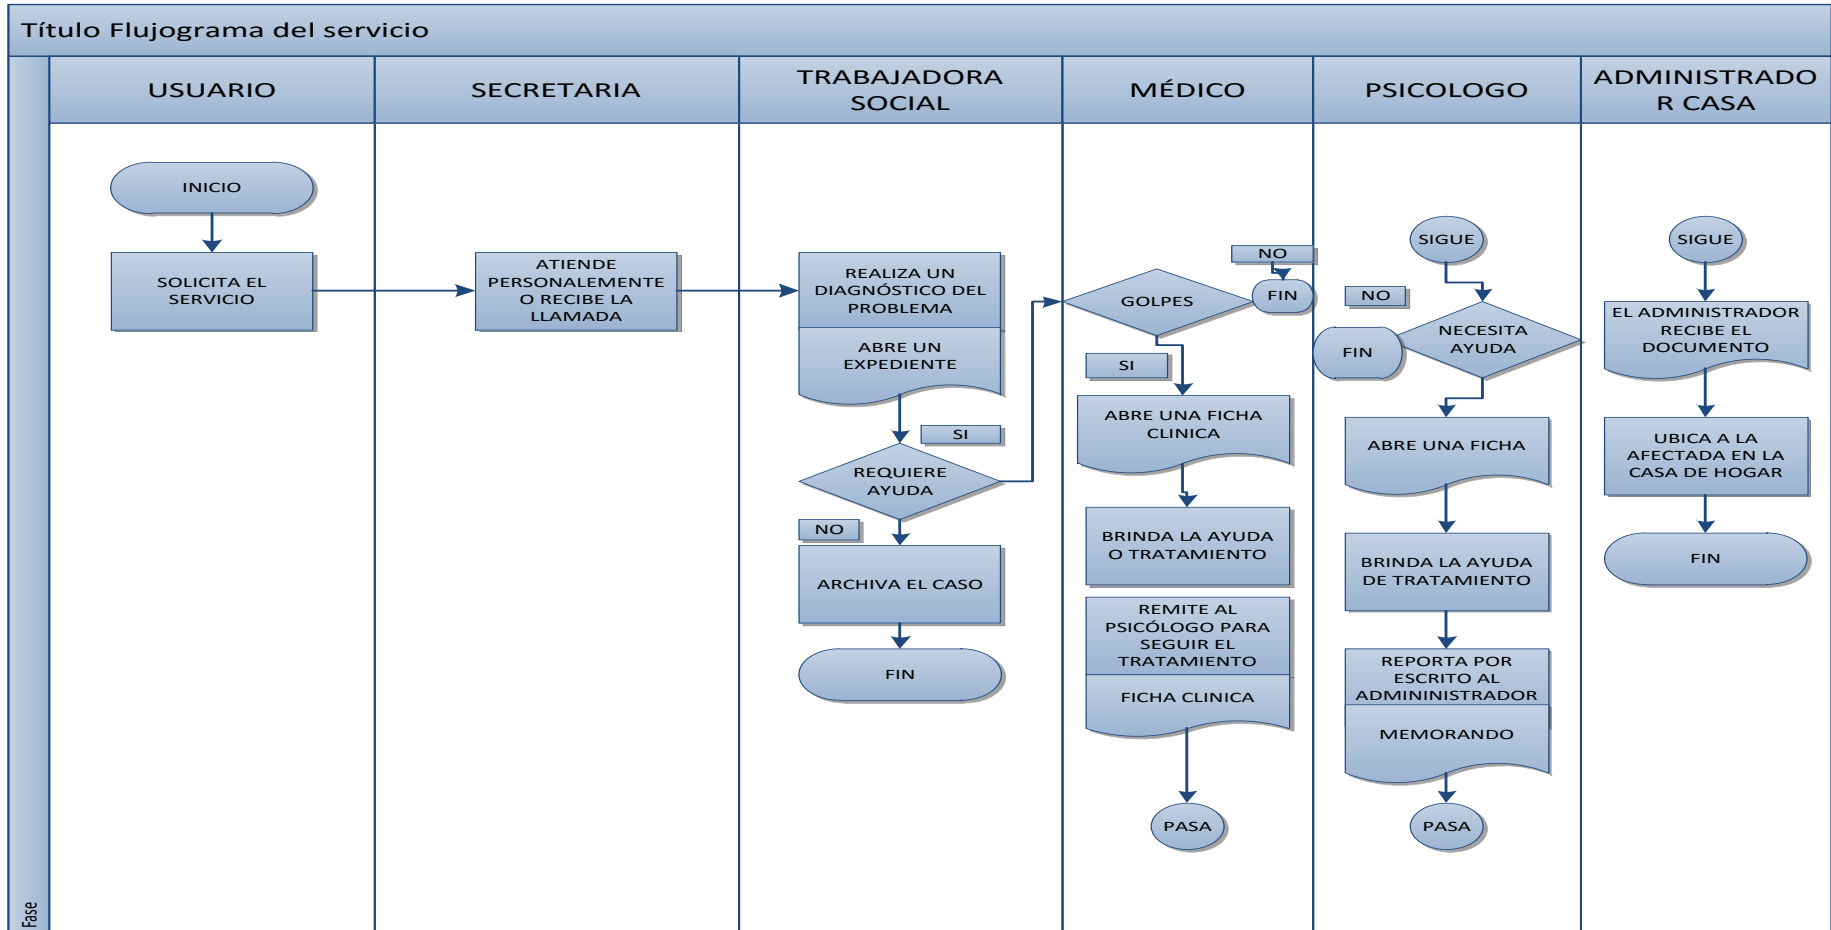 Título Flujograma del servicio
Fase
USUARIO
SECRETARIA
TRABAJADORA
SOCIAL
MÉDICO
PSICOLOGO
ADMINISTRADO
R CASA
INICIO
SOLICITA EL
SERVICIO
ATIENDE
PERSONALEMENTE
O RECIBE LA
LLAMADA
REALIZA UN
DIAGNÓSTICO DEL
PROBLEMA
ABRE UN
EXPEDIENTE
SI
REQUIERE
AYUDA
NO
ARCHIVA EL CASO
FIN
GOLPES
NO
FIN
SI
ABRE UNA FICHA
CLINICA
BRINDA LA AYUDA
O TRATAMIENTO
REMITE AL
PSICÓLOGO PARA
SEGUIR EL
TRATAMIENTO
FICHA CLINICA
PASA
SIGUE
NO
NECESITA
AYUDA
FIN
ABRE UNA FICHA
BRINDA LA AYUDA
DE TRATAMIENTO
REPORTA POR
ESCRITO AL
ADMININISTRADOR
MEMORANDO
PASA
SIGUE
EL ADMINISTRADOR
RECIBE EL
DOCUMENTO
UBICA A LA
AFECTADA EN LA
CASA DE HOGAR
FIN